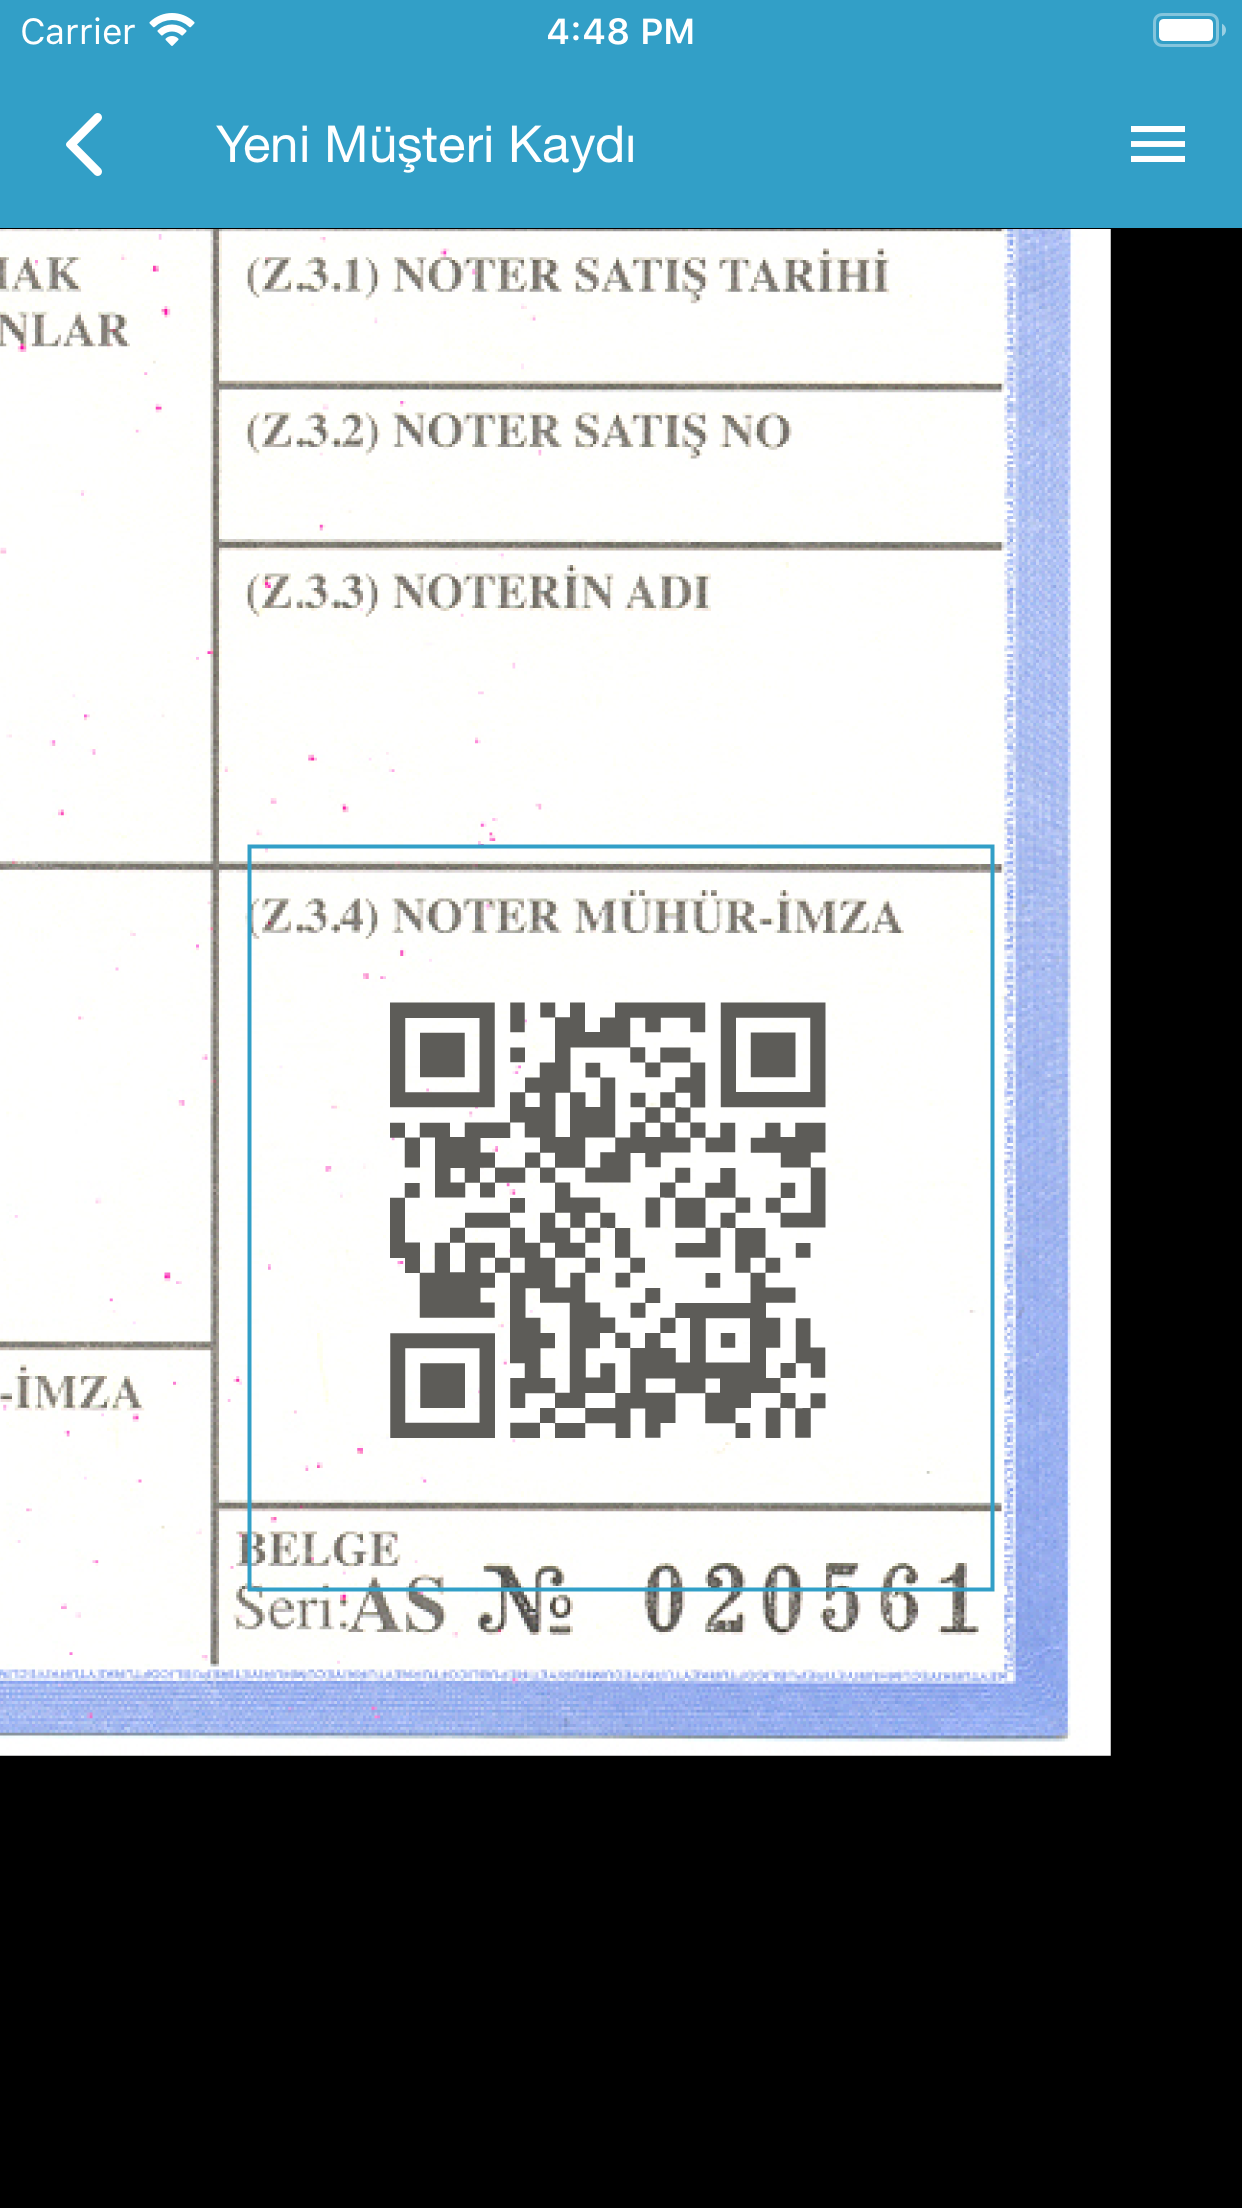 Carrier
4:48 PM
Yeni Müşteri Kaydı
(Z.3.1) NOTER SATIŞ TARİHİ
NLAR
(Z.3.2) NOTER SATIŞ NO
(Z.3.3) NOTERİN ADI
(Z.3.4) NOTER MÜHÜR-İMZA
-İMZA
BELGE
Seri:AS № 020561